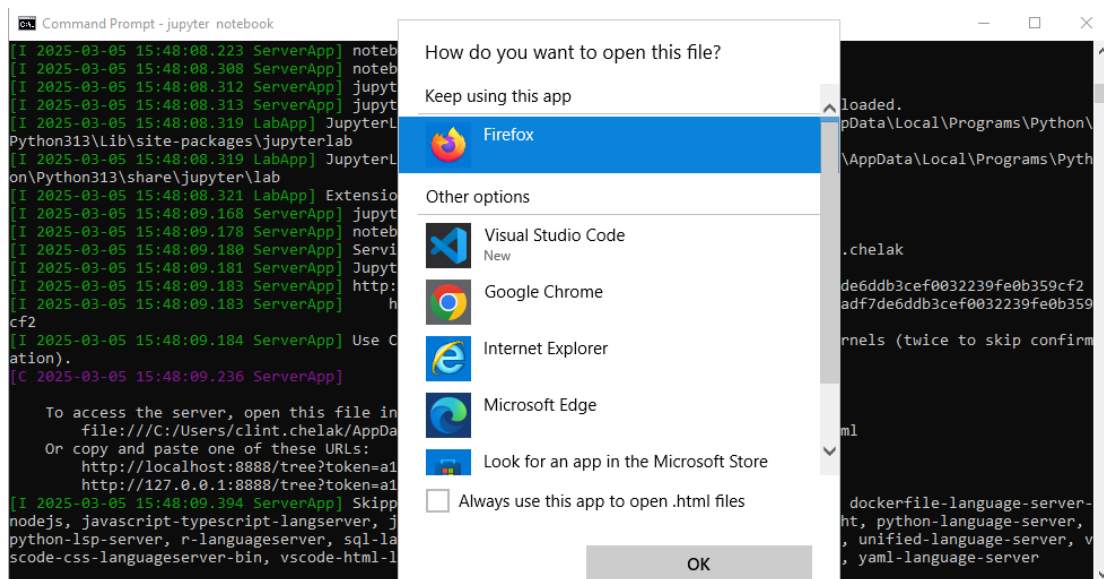 Command Prompt - jupyter notebook
[I 2025-03-05 15:48:08.223 ServerApp] noteb
[I 2025-03-05 15:48:08.308 ServerApp] noteb
[I 2025-03-05 15:48:08.312 ServerApp] jupyt
[I 2025-03-05 15:48:08.313 ServerApp] jupyt loaded.
[I 2025-03-05 15:48:08.319 LabApp] JupyterL pData\Local\Programs\Python\
Python313\Lib\site-packages\jupyterlab
[I 2025-03-05 15:48:08.319 LabApp] JupyterL \AppData\Local\Programs\Pyth
on\Python313\share\jupyter\lab
[I 2025-03-05 15:48:08.321 LabApp] Extensio
[I 2025-03-05 15:48:09.168 ServerApp] jupyt
[I 2025-03-05 15:48:09.178 ServerApp] noteb
[I 2025-03-05 15:48:09.180 ServerApp] Servi .chelak
[I 2025-03-05 15:48:09.181 ServerApp] Jupyt
[I 2025-03-05 15:48:09.183 ServerApp] http: de6ddb3cef0032239fe0b359cf2
[I 2025-03-05 15:48:09.183 ServerApp] h adf7de6ddb3cef0032239fe0b359
cf2
[I 2025-03-05 15:48:09.184 ServerApp] Use C rnels (twice to skip confirm
ation).
[C 2025-03-05 15:48:09.236 ServerApp]
To access the server, open this file in
file:///C:/Users/clint.chelak/AppDa ml
Or copy and paste one of these URLs:
http://localhost:8888/tree?token=a1
http://127.0.0.1:8888/tree?token=a1
[I 2025-03-05 15:48:09.394 ServerApp] Skipp dockerfile-language-server-
nodejs, javascript-typescript-langserver, j ht, python-language-server,
python-lsp-server, r-languageserver, sql-la , unified-language-server, v
scode-css-languageserver-bin, vscode-html-l , yaml-language-server
How do you want to open this file?
Keep using this app
Firefox
Other options
Visual Studio Code
New
Google Chrome
Internet Explorer
Microsoft Edge
Look for an app in the Microsoft Store
Always use this app to open .html files
OK